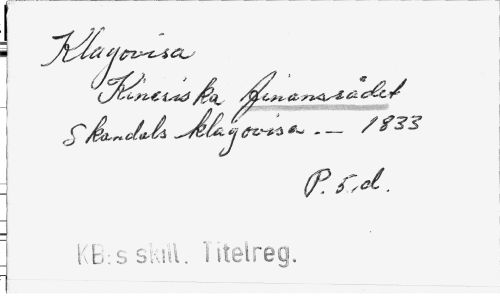 Klagovisa
Kinesiska finansrådet
Skandals klagovisa. — 1833
P. 5. d.
KB:s skill. Titelreg.